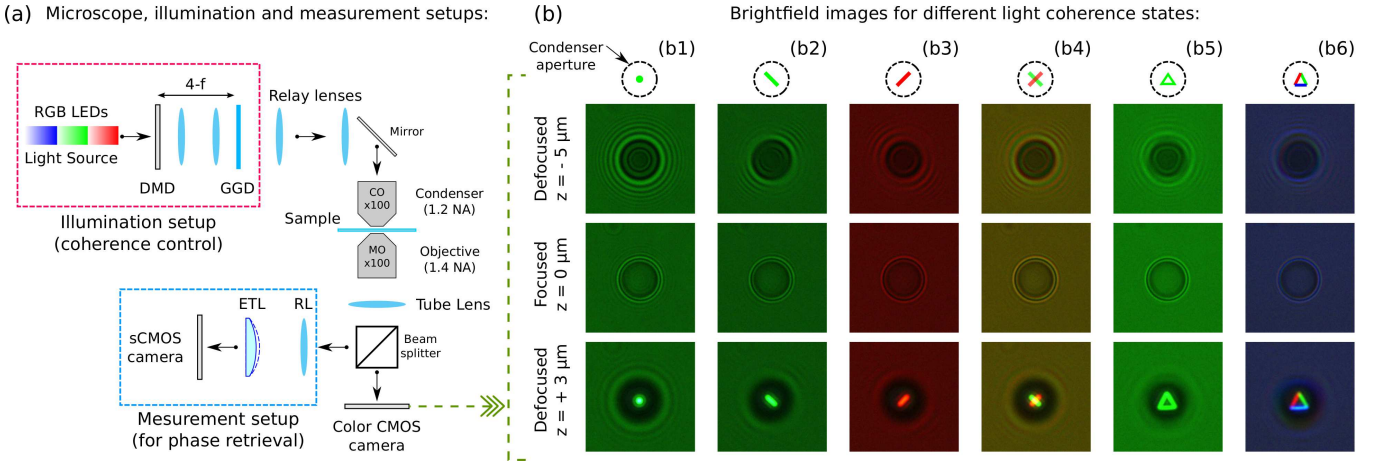 (a) Microscope, illumination and measurement setups:
4-f
RGB LEDs
Light Source
DMD
GGD
Illumination setup
(coherence control)
Relay lenses
Mirror
CO
x100
Condenser
(1.2 NA)
Sample
MO
x100
Objective
(1.4 NA)
Tube Lens
ETL
RL
sCMOS
camera
Beam
splitter
Mesurement setup
(for phase retrieval)
Color CMOS
camera
(b) Brightfield images for different light coherence states:
Condenser
aperture
(b1) (b2) (b3) (b4) (b5) (b6)
Defocused
z = - 5 µm
Focused
z = 0 µm
Defocused
z = + 3 µm